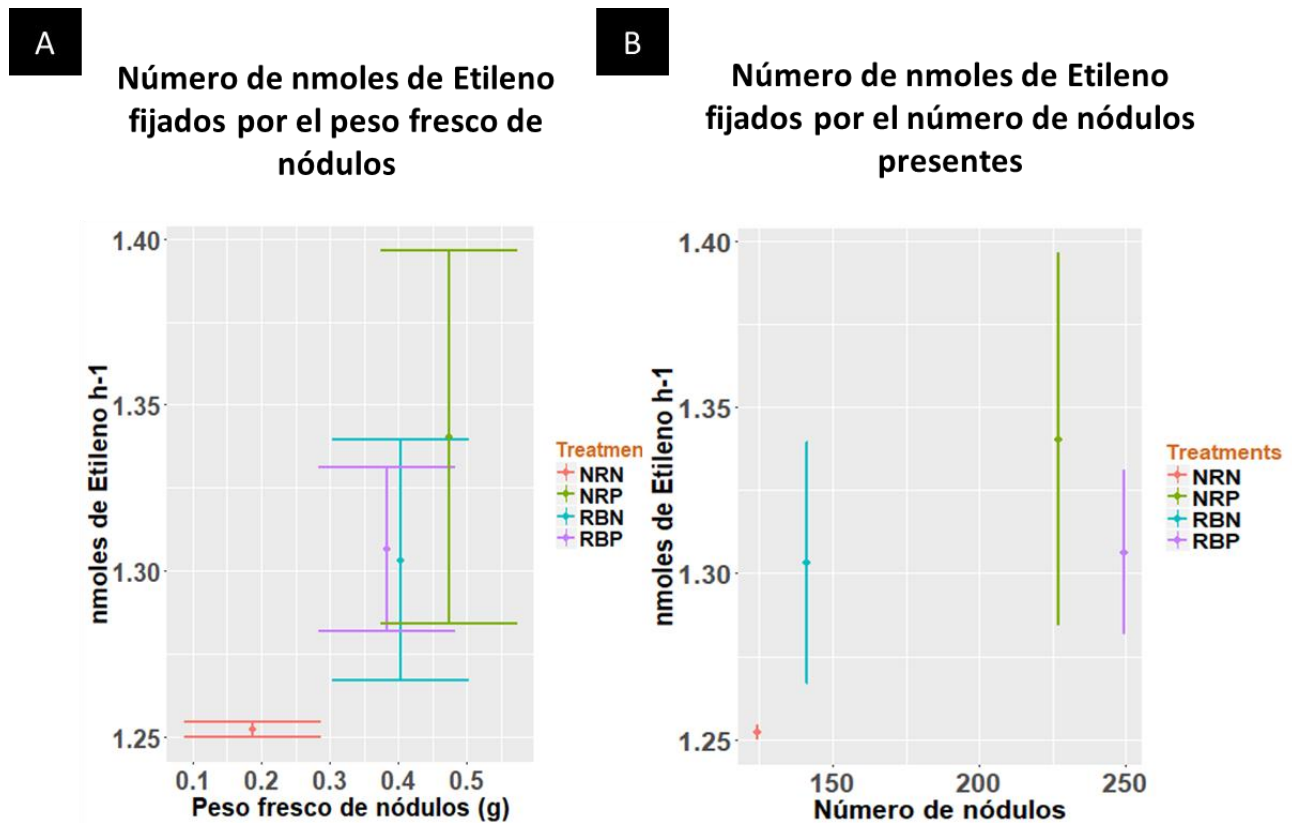 A
Número de nmoles de Etileno
fijados por el peso fresco de
nódulos
nmoles de Etileno h-1
1.40
1.35
1.30
1.25
0.1 0.2 0.3 0.4 0.5
Peso fresco de nódulos (g)
Treatmen
NRN
NRP
RBN
RBP
B
Número de nmoles de Etileno
fijados por el número de nódulos
presentes
nmoles de Etileno h-1
1.40
1.35
1.30
1.25
150 200 250
Número de nódulos
Treatments
NRN
NRP
RBN
RBP